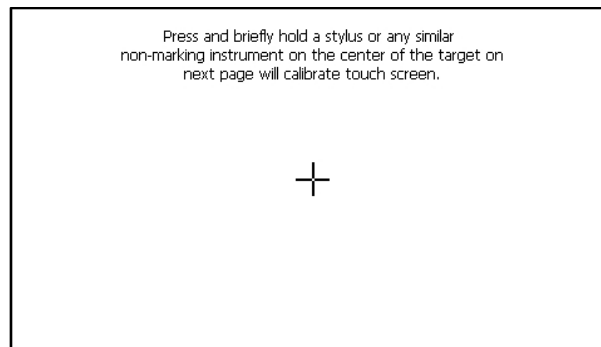 Press and briefly hold a stylus or any similar
non-marking instrument on the center of the target on
next page will calibrate touch screen.